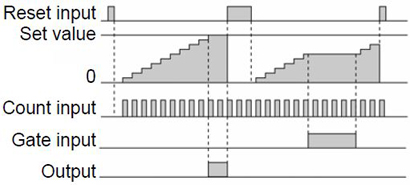 Reset input
Set value
0
Count input
Gate input
Output